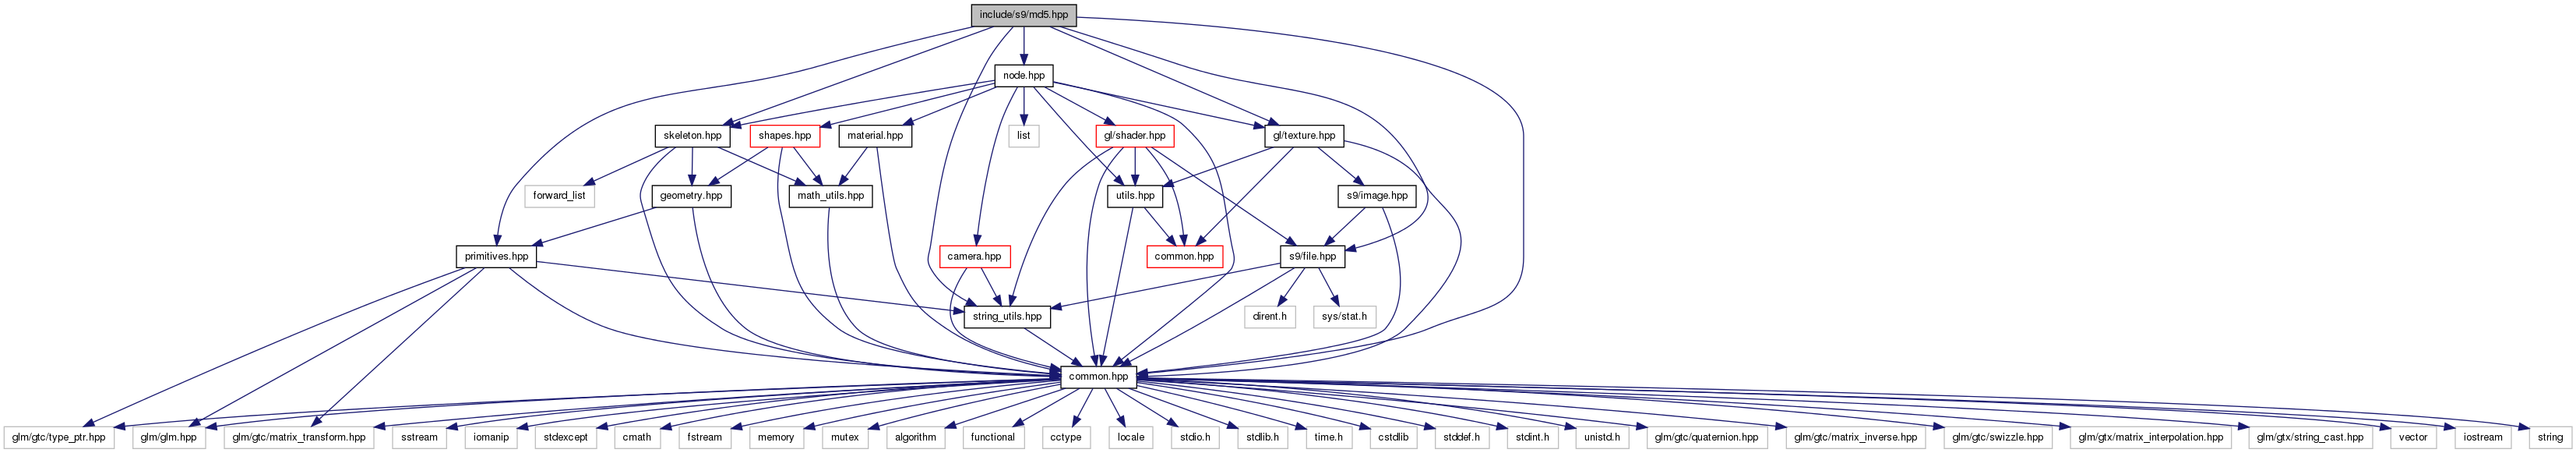 include/s9/md5.hpp
node.hpp
skeleton.hpp
shapes.hpp
material.hpp
list
gl/shader.hpp
gl/texture.hpp
forward_list
geometry.hpp
math_utils.hpp
utils.hpp
s9/image.hpp
primitives.hpp
camera.hpp
common.hpp
s9/file.hpp
string_utils.hpp
dirent.h
sys/stat.h
common.hpp
glm/gtc/type_ptr.hpp
glm/glm.hpp
glm/gtc/matrix_transform.hpp
sstream
iomanip
stdexcept
cmath
fstream
memory
mutex
algorithm
functional
cctype
locale
stdio.h
stdlib.h
time.h
cstdlib
stddef.h
stdint.h
unistd.h
glm/gtc/quaternion.hpp
glm/gtc/matrix_inverse.hpp
glm/gtc/swizzle.hpp
glm/gtx/matrix_interpolation.hpp
glm/gtx/string_cast.hpp
vector
iostream
string